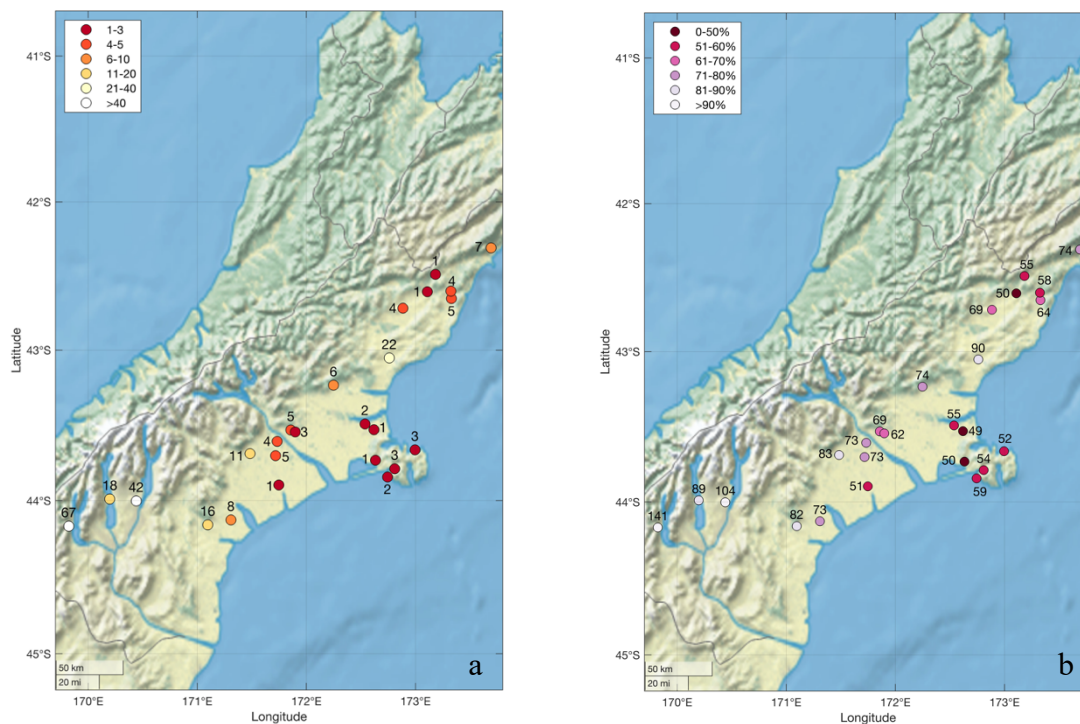 1-3
4-5
6-10
11-20
21-40
>40
41°S
42°S
43°S
44°S
45°S
Latitude
7
1
4
1
4
5
22
6
2
5
3
1
4
11
5
3
1
3
18
42
1
2
67
16
8
50 km
20 mi
a
170°E
171°E
172°E
173°E
Longitude
0-50%
51-60%
61-70%
71-80%
81-90%
>90%
41°S
42°S
43°S
44°S
45°S
Latitude
74
55
58
50
64
69
90
74
55
69
62
49
73
83
73
52
50
54
89
104
51
59
141
82
73
50 km
20 mi
b
170°E
171°E
172°E
173°E
Longitude